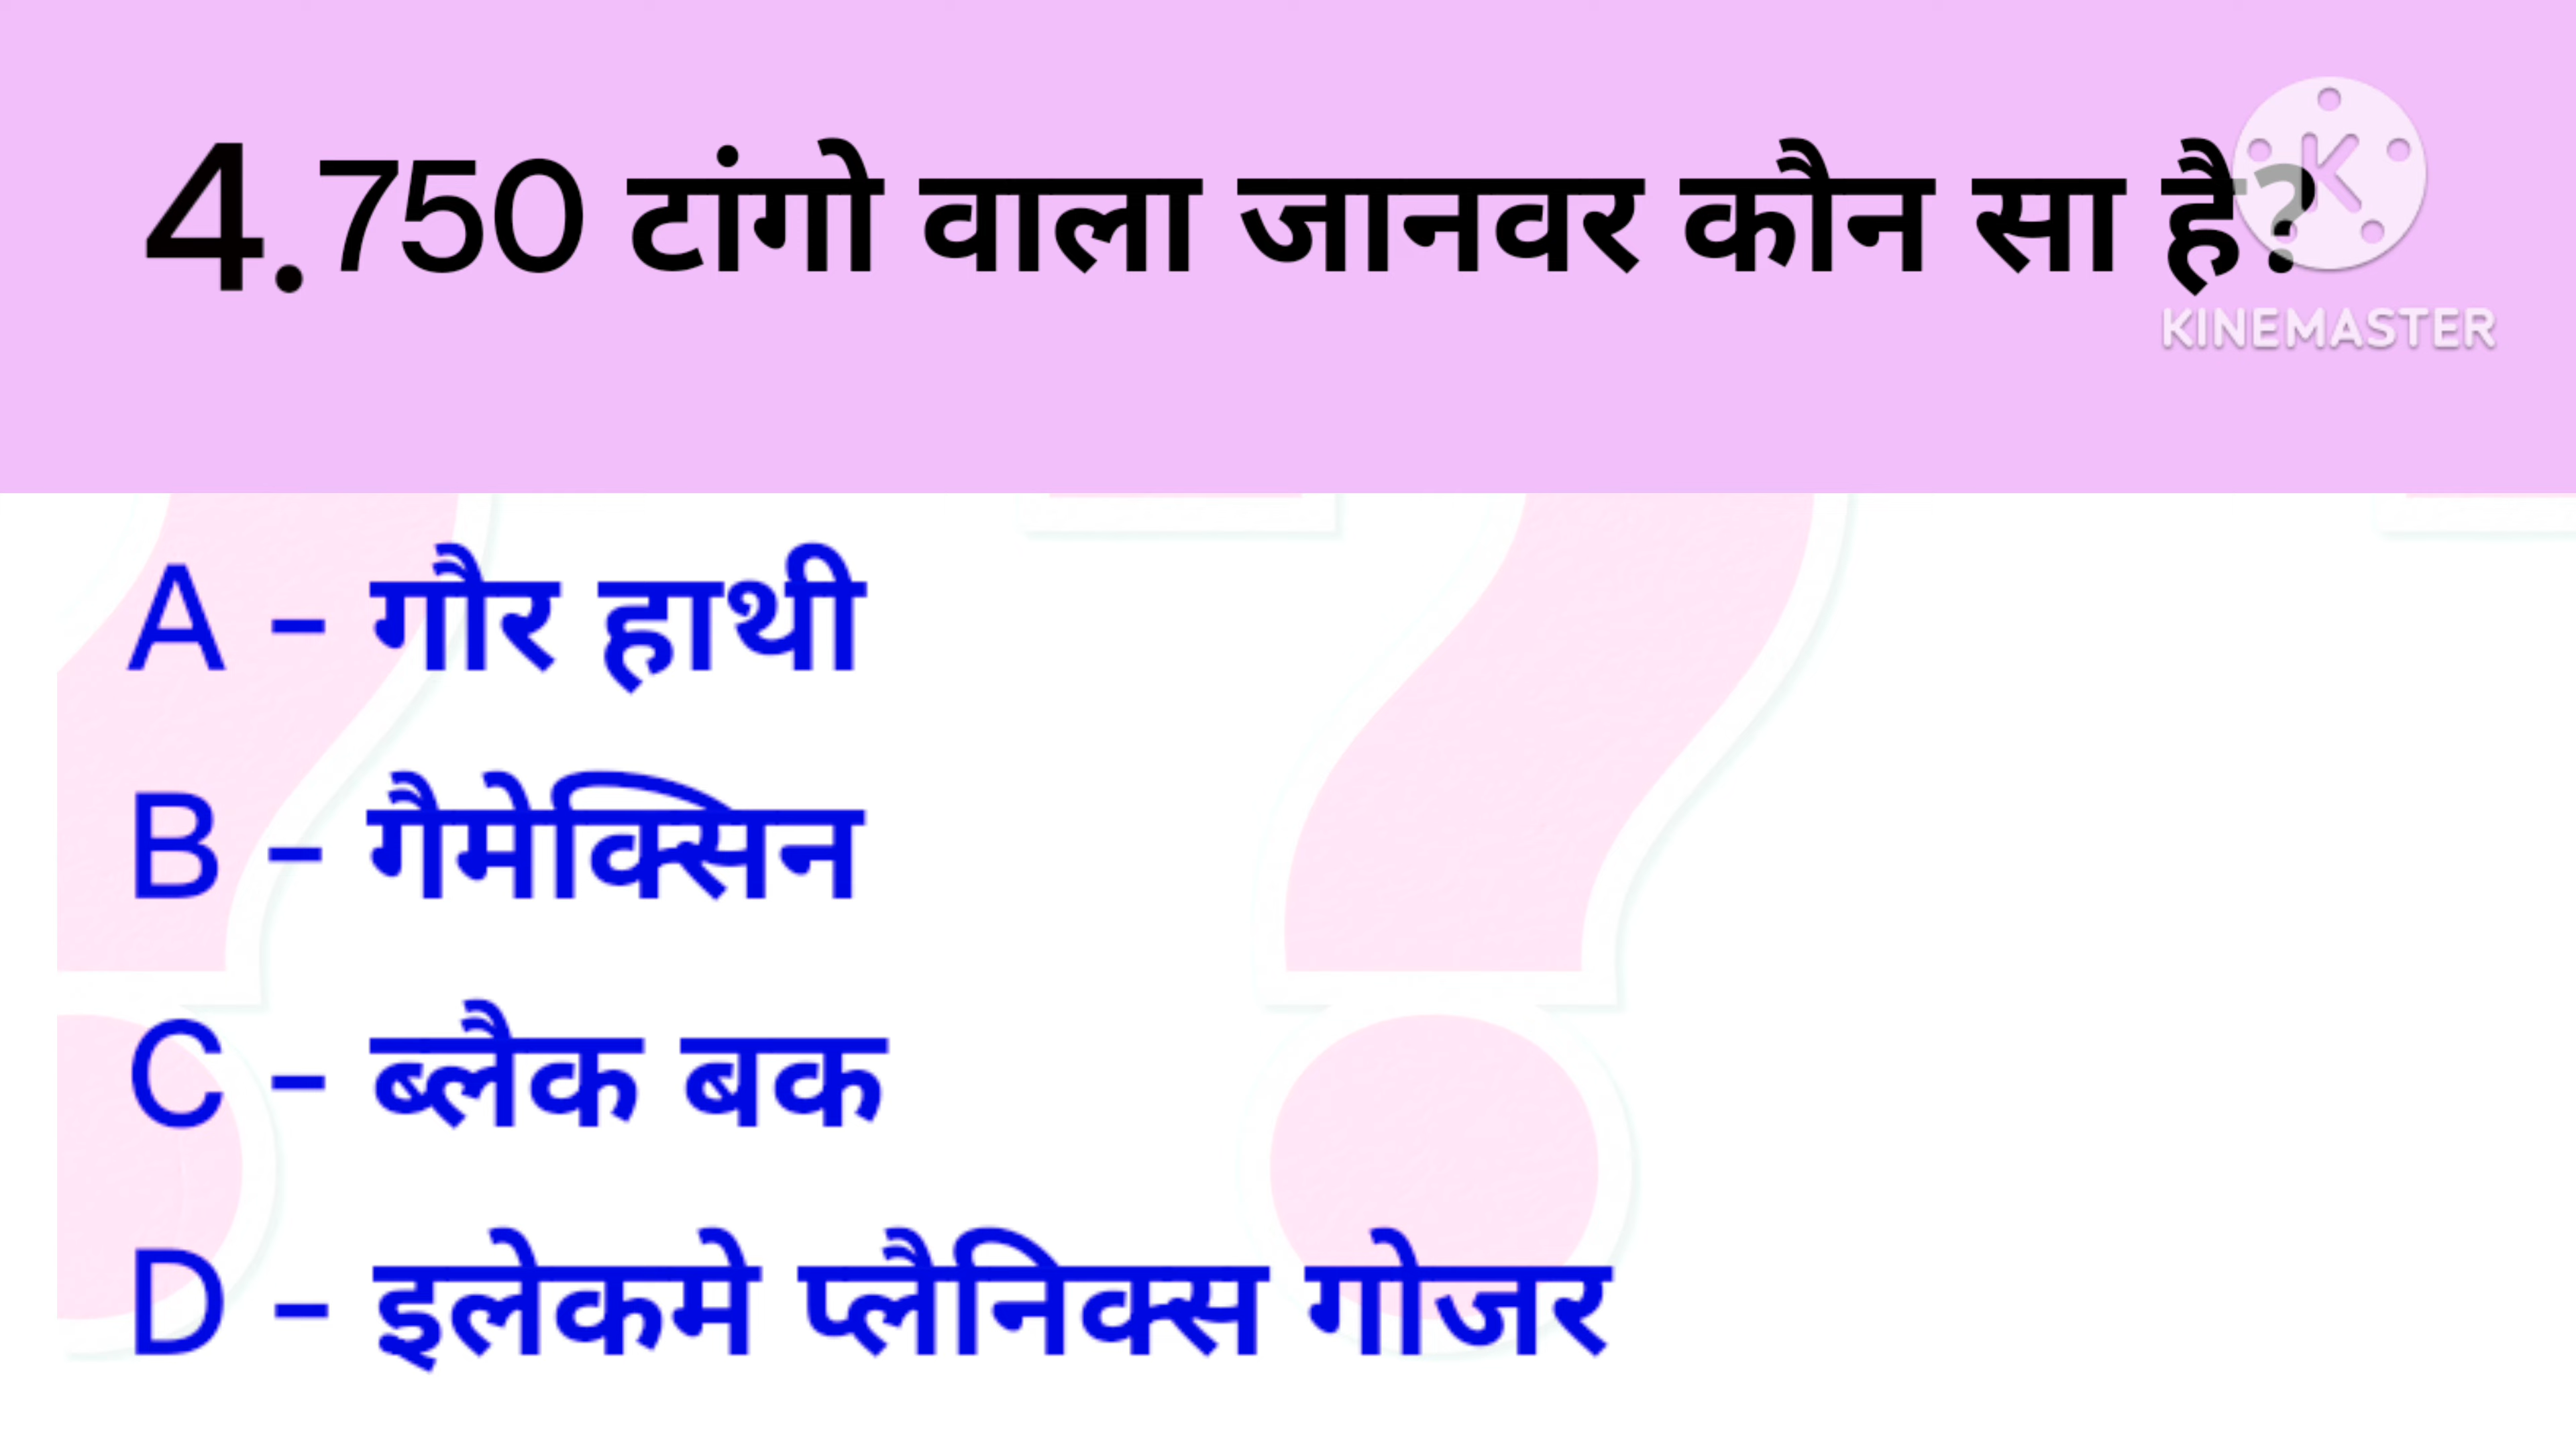 4.750 टांगो वाला जानवर कौन सा है?
KINEMASTER
A - गौर हाथी
B - गैमेक्सिन
C - ब्लैक बक
D - इलेकमे प्लैनिक्स गोजर